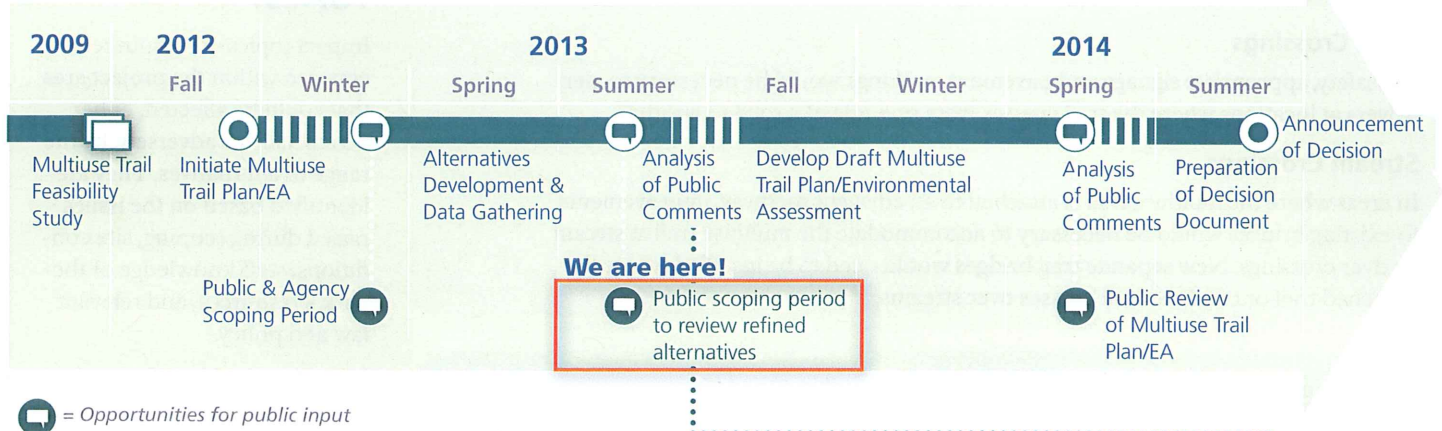 2009
2012
2013
2014
Fall
Winter
Spring
Summer
Fall
Winter
Spring
Summer
Multiuse Trail
Feasibility
Study
Initiate Multiuse
Trail Plan/EA
Alternatives
Development &
Data Gathering
Analysis
of Public
Comments
Develop Draft Multiuse
Trail Plan/Environmental
Assessment
Analysis
of Public
Comments
Preparation
of Decision
Document
Announcement
of Decision
Public & Agency
Scoping Period
We are here!
Public scoping period
to review refined
alternatives
Public Review
of Multiuse Trail
Plan/EA
= Opportunities for public input